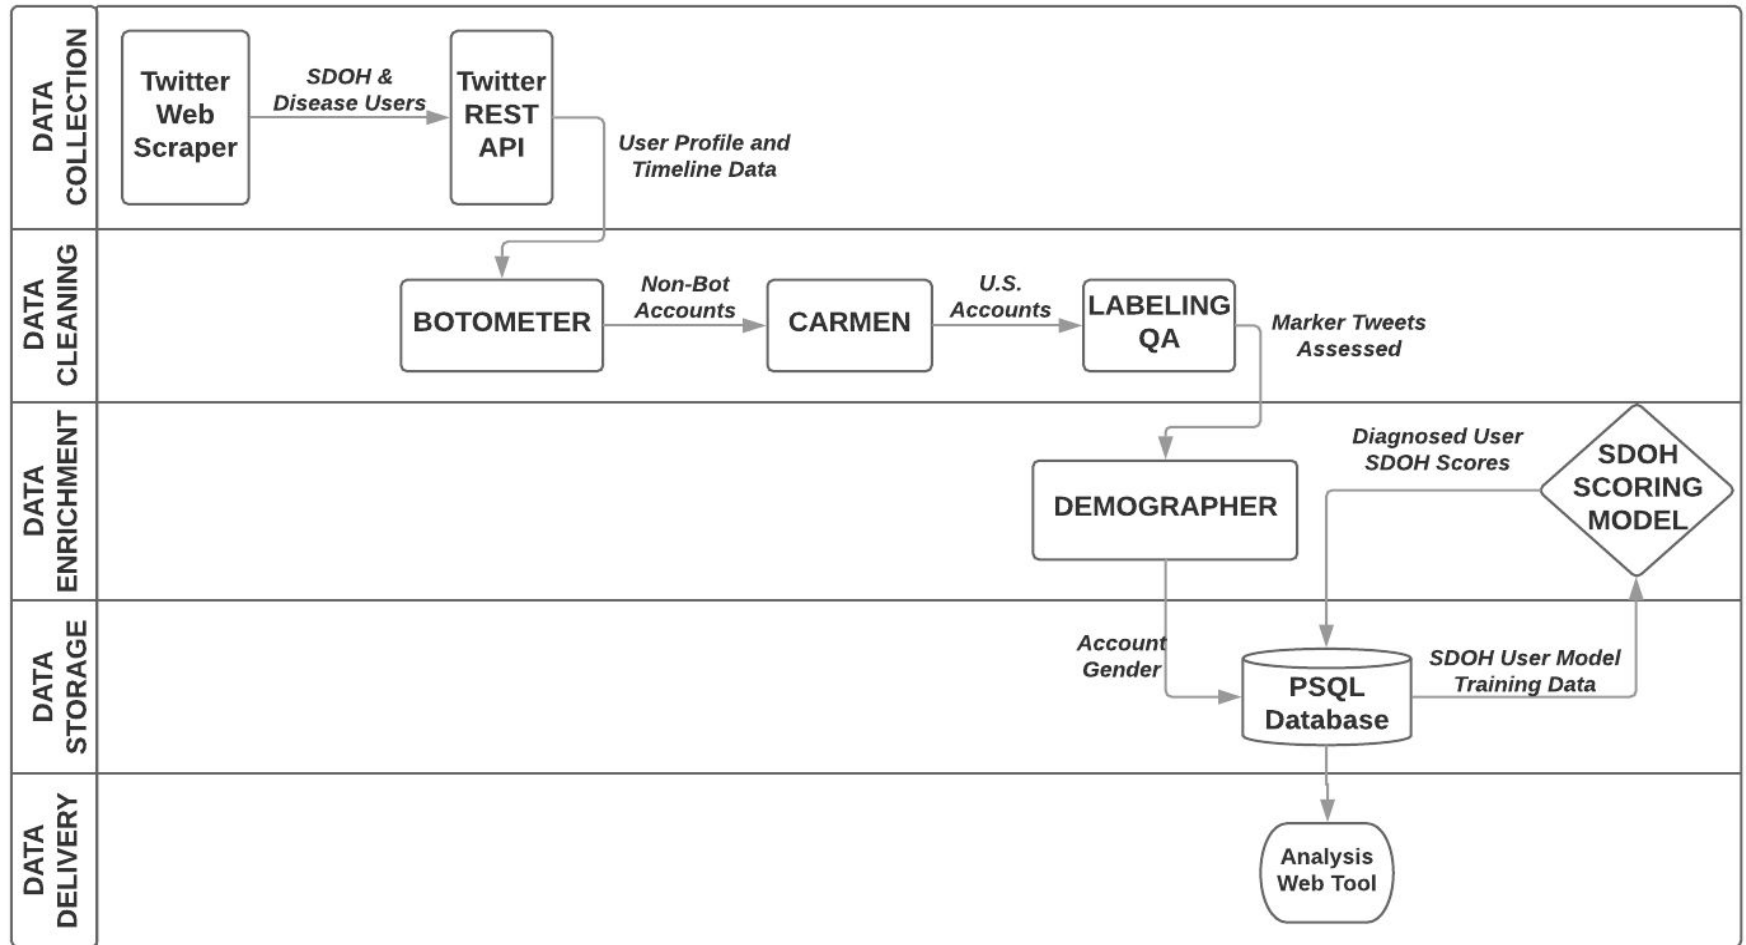 DATA
COLLECTION
Twitter
Web
Scraper
SDOH &
Disease Users
Twitter
REST
API
User Profile and
Timeline Data
DATA
CLEANING
BOTOMETER
Non-Bot
Accounts
CARMEN
U.S.
Accounts
LABELING
QA
Marker Tweets
Assessed
DATA
ENRICHMENT
DEMOGRAPHER
Diagnosed User
SDOH Scores
SDOH
SCORING
MODEL
DATA
STORAGE
Account
Gender
PSQL
Database
SDOH User Model
Training Data
DATA
DELIVERY
Analysis
Web Tool